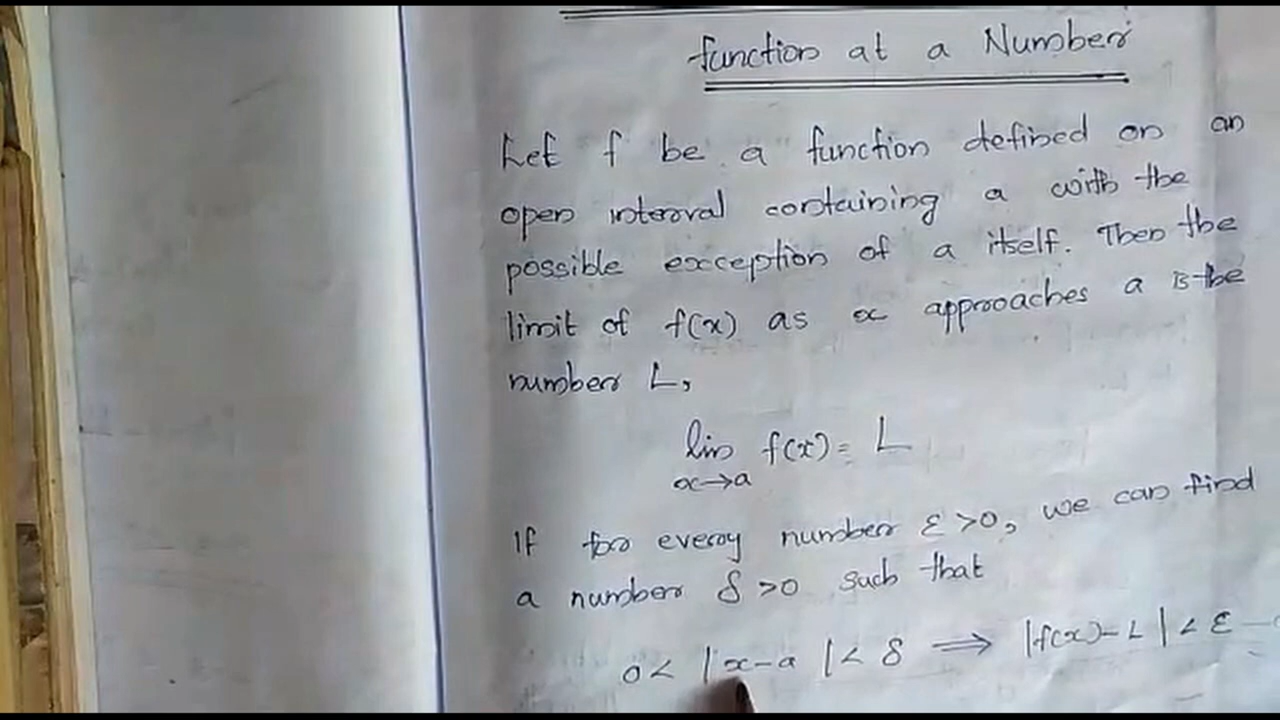 function at a Number
Let f be a function defined on an
open interval containing a with the
possible exception of a itself. Then the
limit of f(x) as x approaches a is the
number L,
lim f(x) = L
x→a
If for every number ε >0, we can find
a number δ >0 such that
0 < |x-a| < δ ⟹ |f(x)-L| < ε